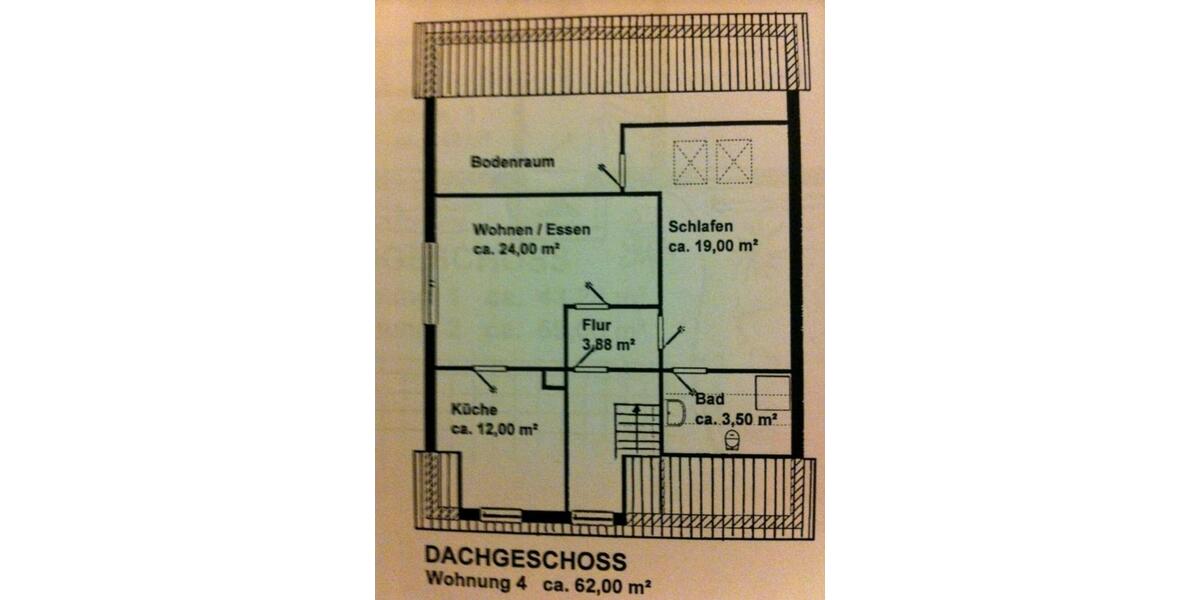 Bodenraum
Wohnen / Essen
ca. 24,00 m²
Schlafen
ca. 19,00 m²
Flur
3,88 m²
Küche
ca. 12,00 m²
Bad
ca. 3,50 m²
DACHGESCHOSS
Wohnung 4 ca. 62,00 m²